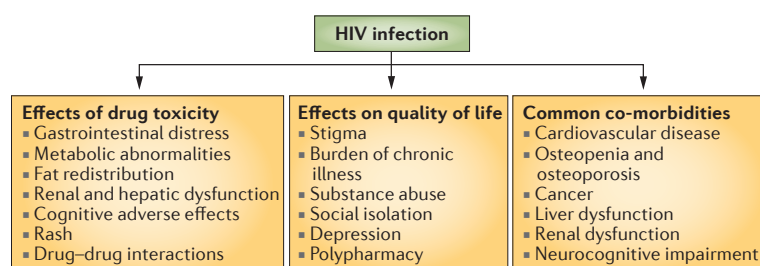 HIV infection
Effects of drug toxicity
▪ Gastrointestinal distress
▪ Metabolic abnormalities
▪ Fat redistribution
▪ Renal and hepatic dysfunction
▪ Cognitive adverse effects
▪ Rash
▪ Drug–drug interactions
Effects on quality of life
▪ Stigma
▪ Burden of chronic
illness
▪ Substance abuse
▪ Social isolation
▪ Depression
▪ Polypharmacy
Common co-morbidities
▪ Cardiovascular disease
▪ Osteopenia and
osteoporosis
▪ Cancer
▪ Liver dysfunction
▪ Renal dysfunction
▪ Neurocognitive impairment